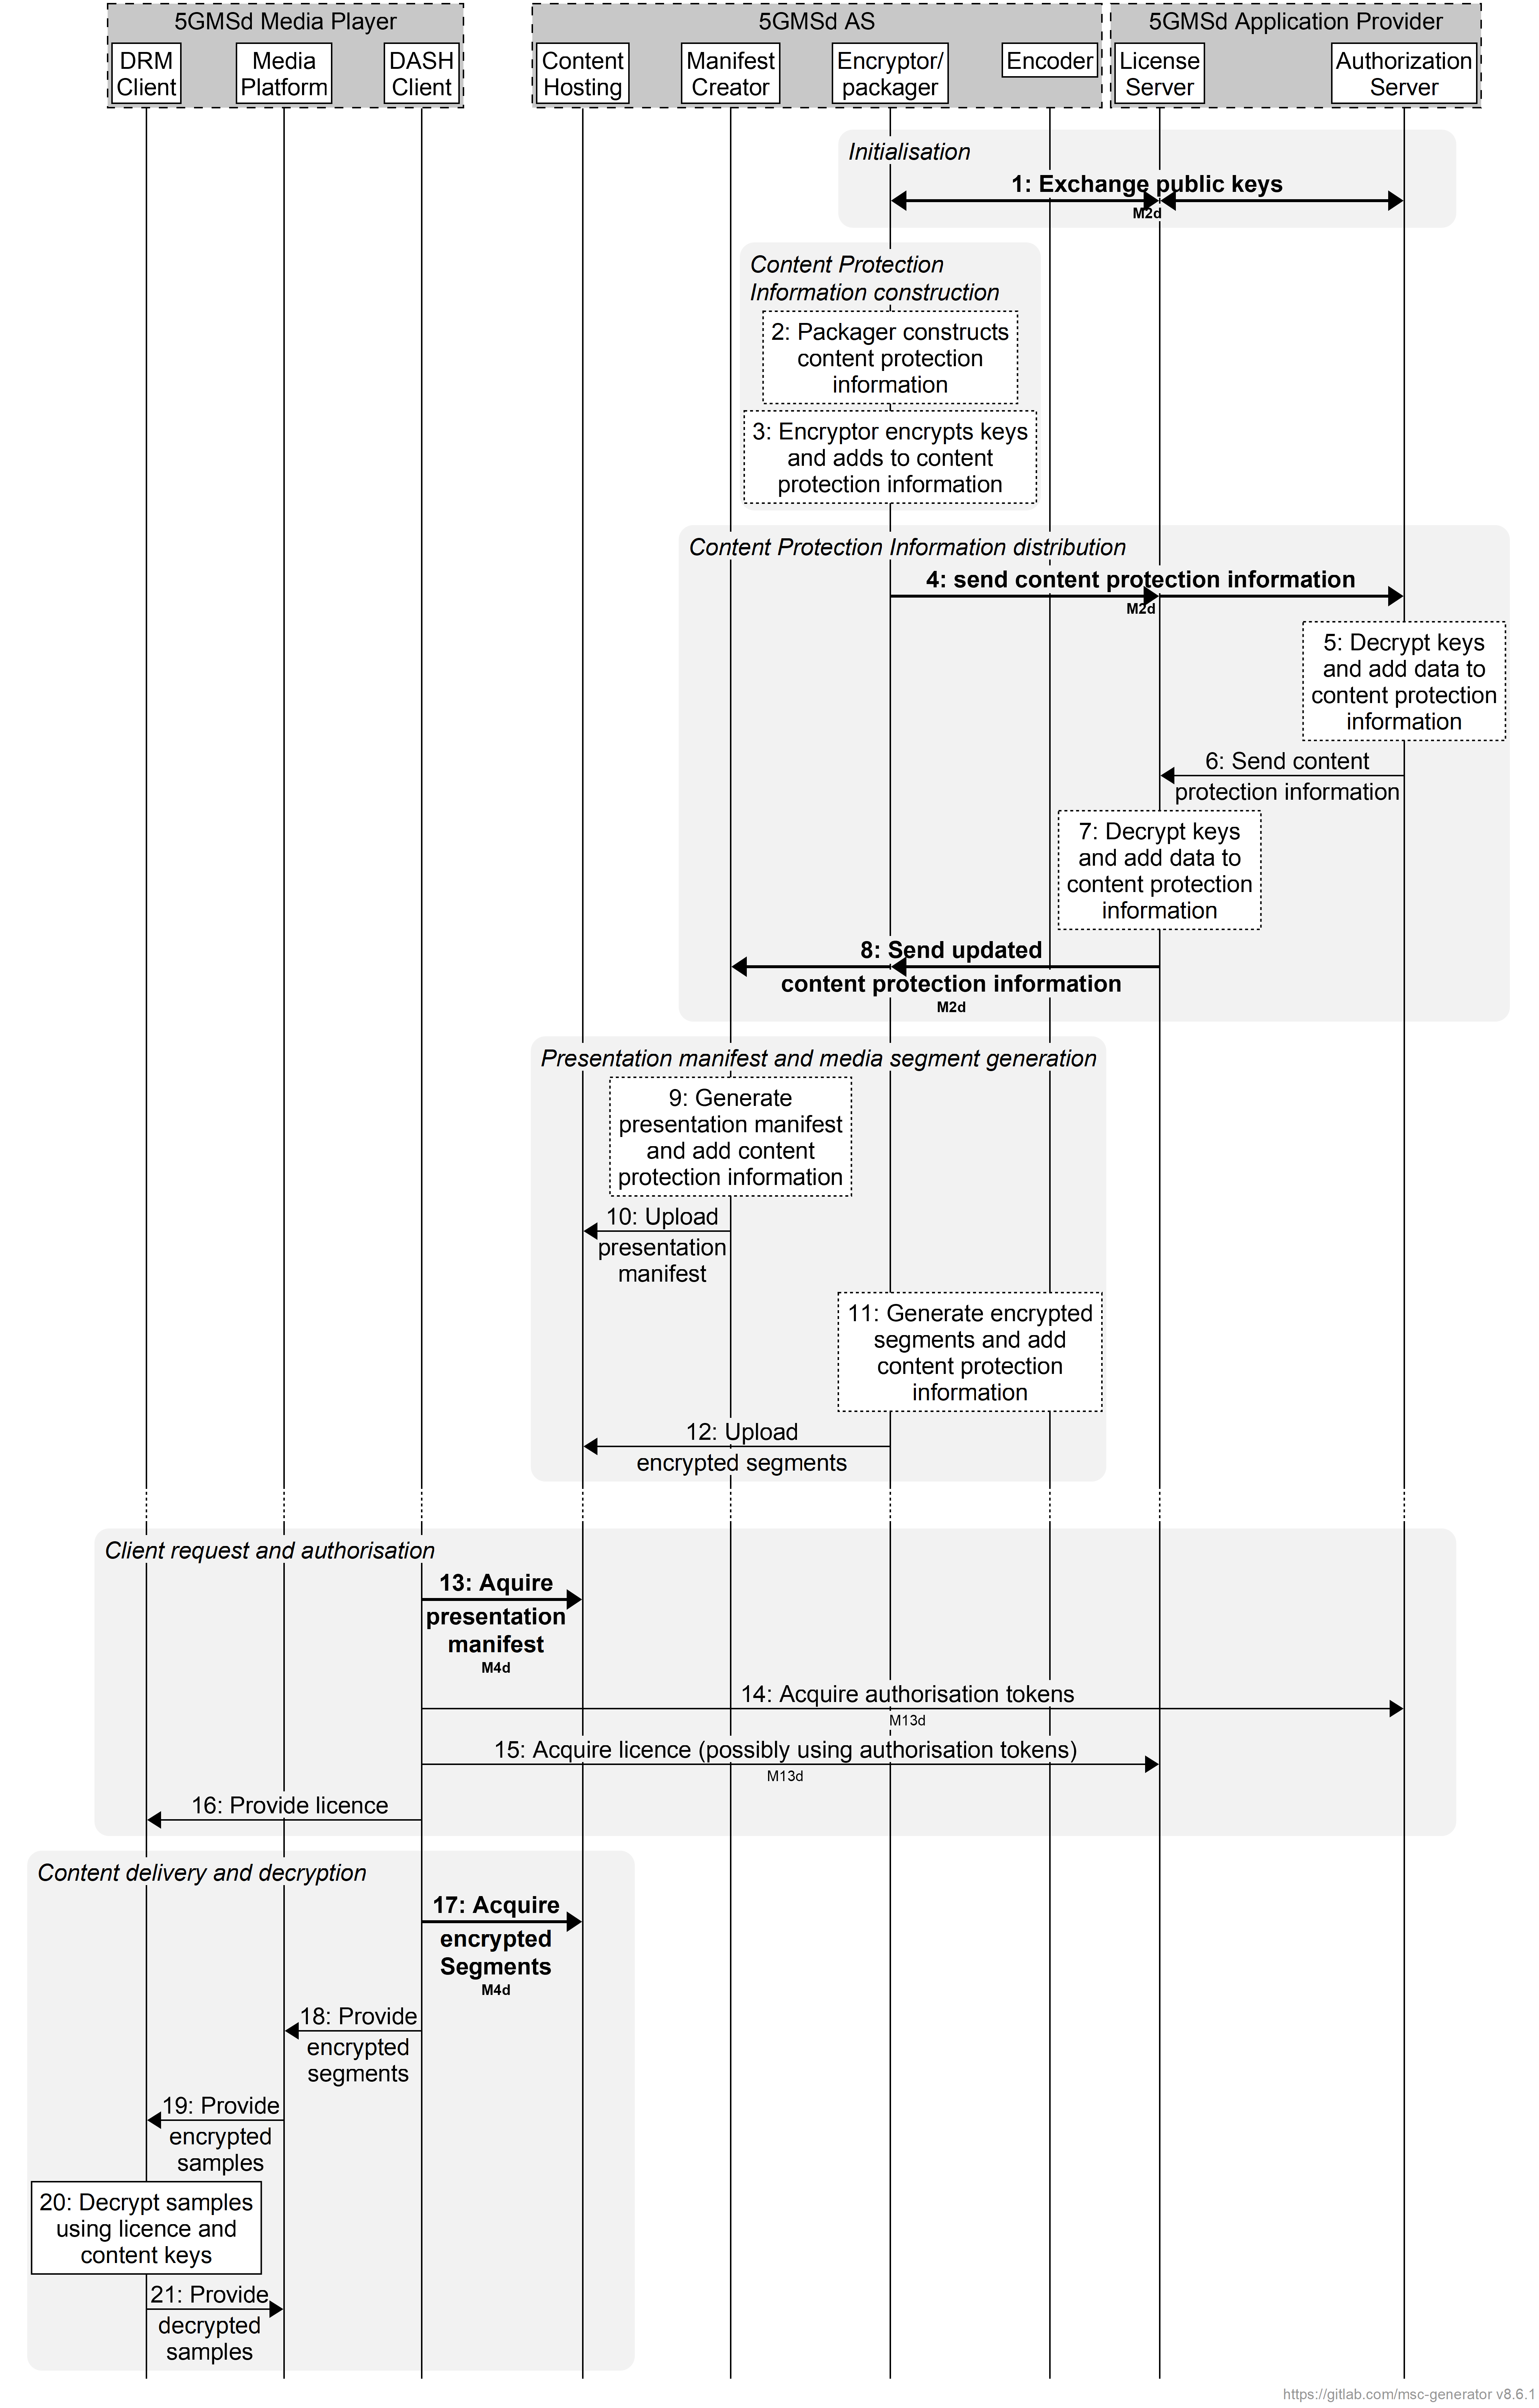 5GMSd Media Player
5GMSd AS
5GMSd Application Provider
DRM
Client
Media
Platform
DASH
Client
Content
Hosting
Manifest
Creator
Encryptor/
packager
Encoder
License
Server
Authorization
Server
Initialisation
1: Exchange public keys
M2d
Content Protection
Information construction
2: Packager constructs
content protection
information
3: Encryptor encrypts keys
and adds to content
protection information
Content Protection Information distribution
4: send content protection information
M2d
5: Decrypt keys
and add data to
content protection
information
6: Send content
protection information
7: Decrypt keys
and add data to
content protection
information
8: Send updated
content protection information
M2d
Presentation manifest and media segment generation
9: Generate
presentation manifest
and add content
protection information
10: Upload
presentation
manifest
11: Generate encrypted
segments and add
content protection
information
12: Upload
encrypted segments
Client request and authorisation
13: Aquire
presentation
manifest
M4d
14: Acquire authorisation tokens
M13d
15: Acquire licence (possibly using authorisation tokens)
M13d
16: Provide licence
Content delivery and decryption
17: Acquire
encrypted
Segments
M4d
18: Provide
encrypted
segments
19: Provide
encrypted
samples
20: Decrypt samples
using licence and
content keys
21: Provide
decrypted
samples
https://gitlab.com/msc-generator v8.6.1